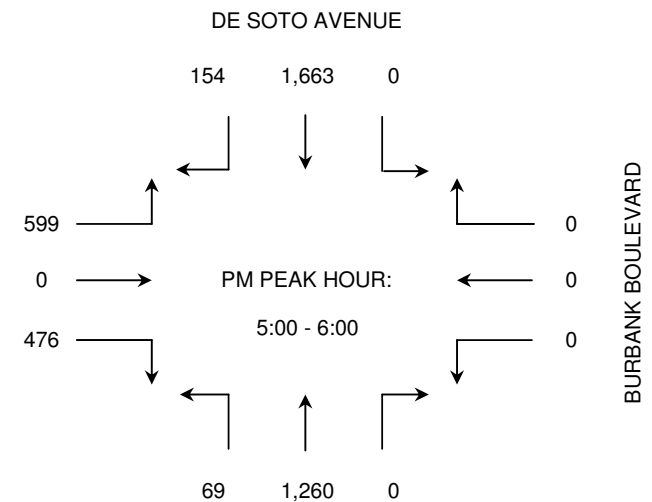 DE SOTO AVENUE
154 1,663 0
599 0
0 PM PEAK HOUR: 0
5:00 - 6:00
476 0
BURBANK BOULEVARD
69 1,260 0